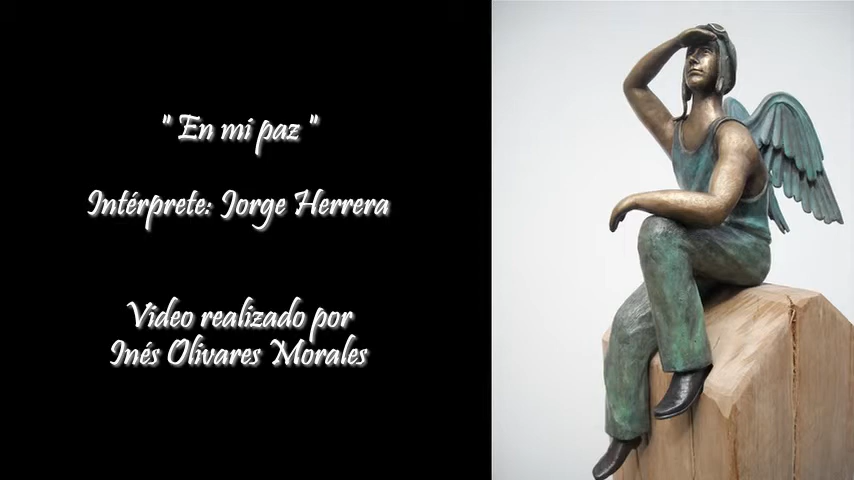 " En mi paz "
Intérprete: Jorge Herrera
Video realizado por
Inés Olivares Morales